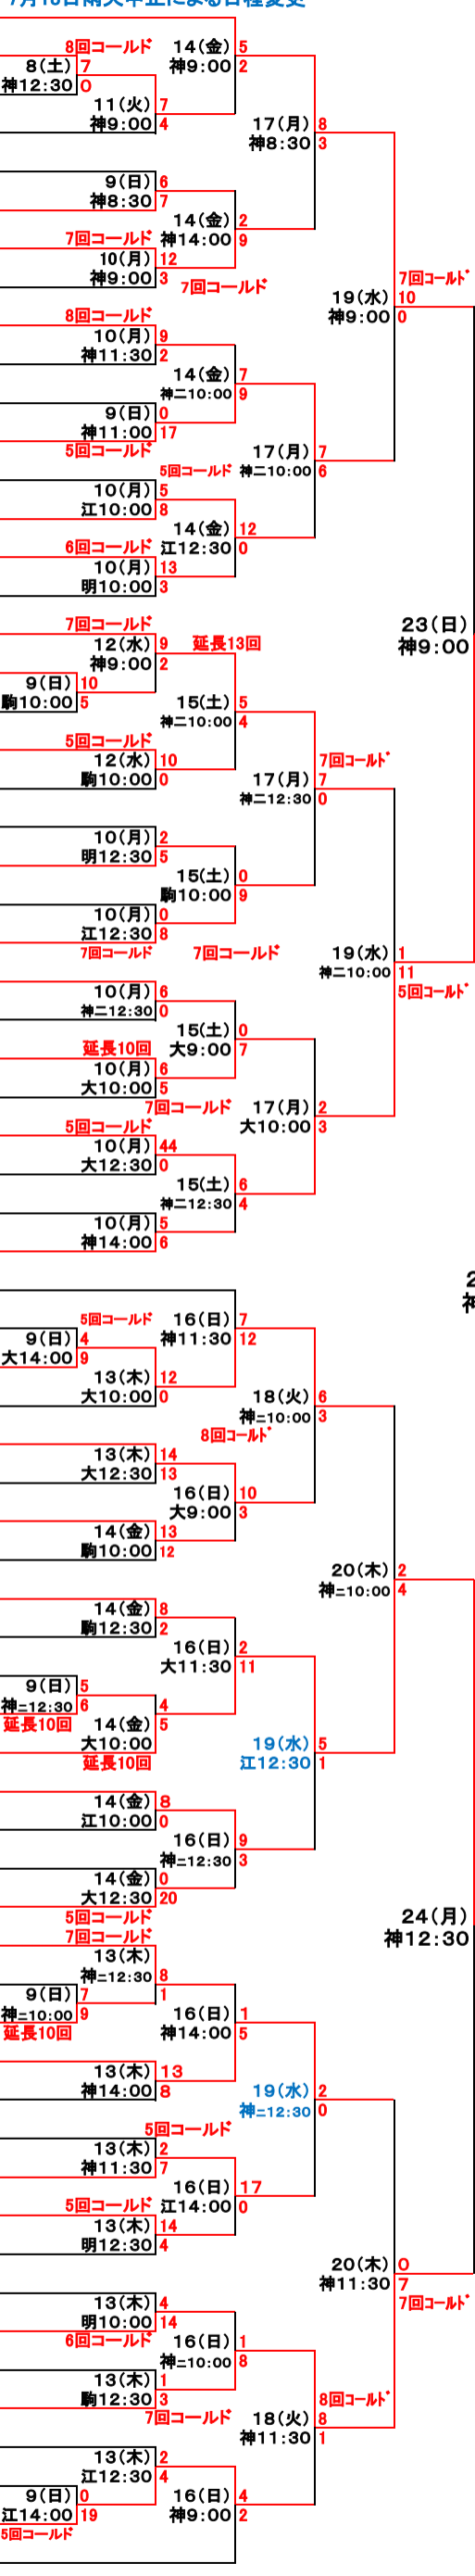 7月18日雨天中止による日程変更
8回コールド
14(金) 5
8(土) 7
神9:00 2
神12:30 0
11(火) 7
神9:00 4
17(月) 8
神8:30 3
9(日) 6
神8:30 7
14(金) 2
神14:00 9
7回コールド
10(月) 12
神9:00 3
7回コールド
7回コールド
19(水) 10
神9:00 0
8回コールド
10(月) 9
神11:30 2
14(金) 7
神二10:00 9
9(日) 0
神11:00 17
5回コールド
17(月) 7
神二10:00 6
5回コールド
10(月) 5
江10:00 8
14(金) 12
江12:30 0
6回コールド
10(月) 13
明10:00 3
23(日)
神9:00
7回コールド
12(水) 9
神9:00 2
延長13回
9(日) 10
駒10:00 5
15(土) 5
神二10:00 4
5回コールド
12(水) 10
駒10:00 0
7回コールド
17(月) 7
神二12:30 0
10(月) 2
明12:30 5
15(土) 0
駒10:00 9
10(月) 0
江12:30 8
7回コールド
7回コールド
19(水) 1
神二10:00 11
5回コールド
10(月) 6
神二12:30 0
15(土) 0
大9:00 7
延長10回
10(月) 6
大10:00 5
7回コールド
17(月) 2
大10:00 3
5回コールド
10(月) 44
大12:30 0
15(土) 6
神二12:30 4
10(月) 5
神14:00 6
5回コールド
16(日) 7
神11:30 12
9(日) 4
大14:00 9
13(木) 12
大10:00 0
18(火) 6
神二10:00 3
8回コールド
13(木) 14
大12:30 13
16(日) 10
大9:00 3
14(金) 13
駒10:00 12
20(木) 2
神二10:00 4
14(金) 8
駒12:30 2
16(日) 2
大11:30 11
9(日) 5
神二12:30 6
延長10回
4
14(金) 5
大10:00
延長10回
19(水) 5
江12:30 1
14(金) 8
江10:00 0
16(日) 9
神二12:30 3
14(金) 0
大12:30 20
5回コールド
7回コールド
24(月)
神12:30
13(木)
神二12:30 8
1
9(日) 7
神二10:00 9
延長10回
16(日) 1
神14:00 5
13(木) 13
神14:00 8
19(水) 2
神二12:30 0
5回コールド
13(木) 2
神11:30 7
16(日) 17
江14:00 0
5回コールド
13(木) 14
明12:30 4
20(木) 0
神11:30 7
7回コールド
13(木) 4
明10:00 14
6回コールド
16(日) 1
神二10:00 8
13(木) 1
駒12:30 3
7回コールド
8回コールド
18(火) 8
神11:30 1
13(木) 2
江12:30 4
9(日) 0
江14:00 19
5回コールド
16(日) 4
神9:00 2